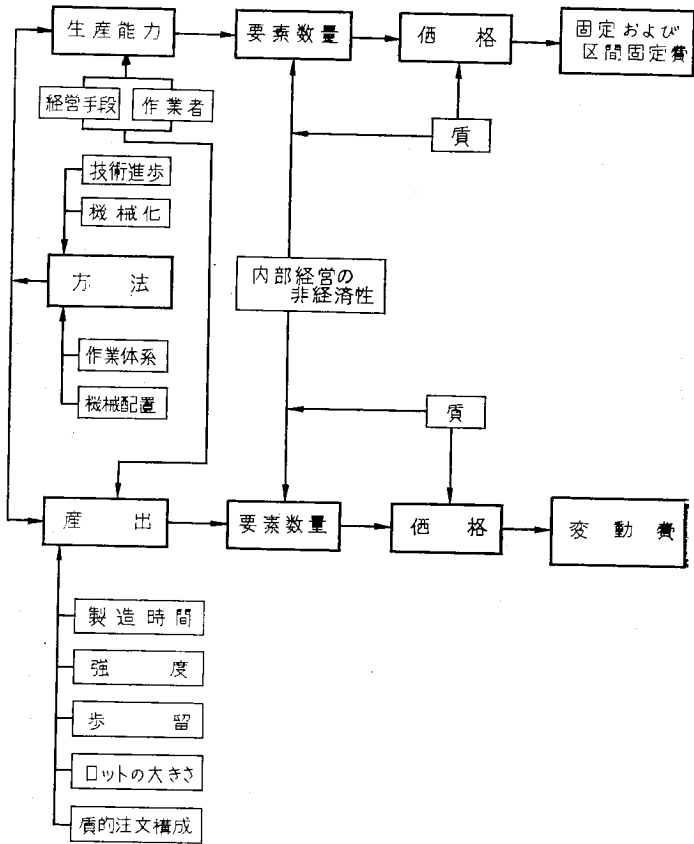 生産能力
要素数量
価格
固定および
区間固定費
経営手段
作業者
質
技術進歩
機械化
方法
内部経営の
非経済性
作業体系
機械配置
質
産出
要素数量
価格
変動費
製造時間
強度
歩留
ロットの大きさ
質的注文構成